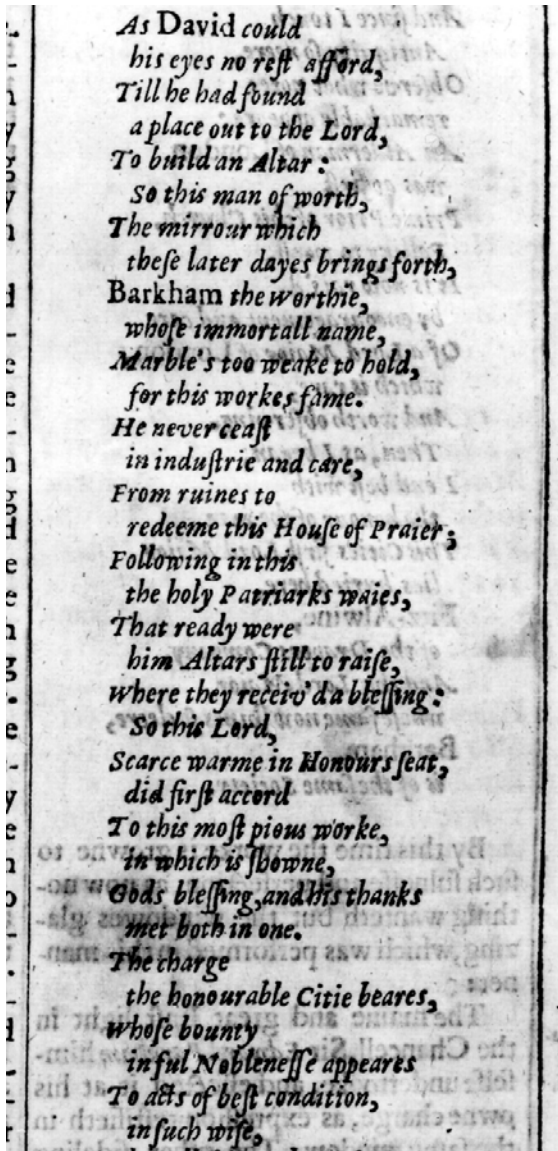 As David could
his eyes no rest afford,
Till he had found
a place out to the Lord,
To build an Altar:
So this man of worth,
The mirrour which
these later dayes brings forth,
Barkham the worthie,
whose immortall name,
Marble's too weake to hold,
for this workes fame.
He never ceast
in industrie and care,
From ruines to
redeeme this House of Praier;
Following in this
the holy Patriarks waies,
That ready were
him Altars still to raise,
Where they receiv'd a blessing:
So this Lord,
Scarce warme in Honours seat,
did first accord
To this most pious worke,
in which is showne,
Gods blessing, and his thanks
met both in one.
The charge
the honourable Citie beares,
Whose bounty
in ful Noblenesse appeares
To acts of best condition,
in such wise,